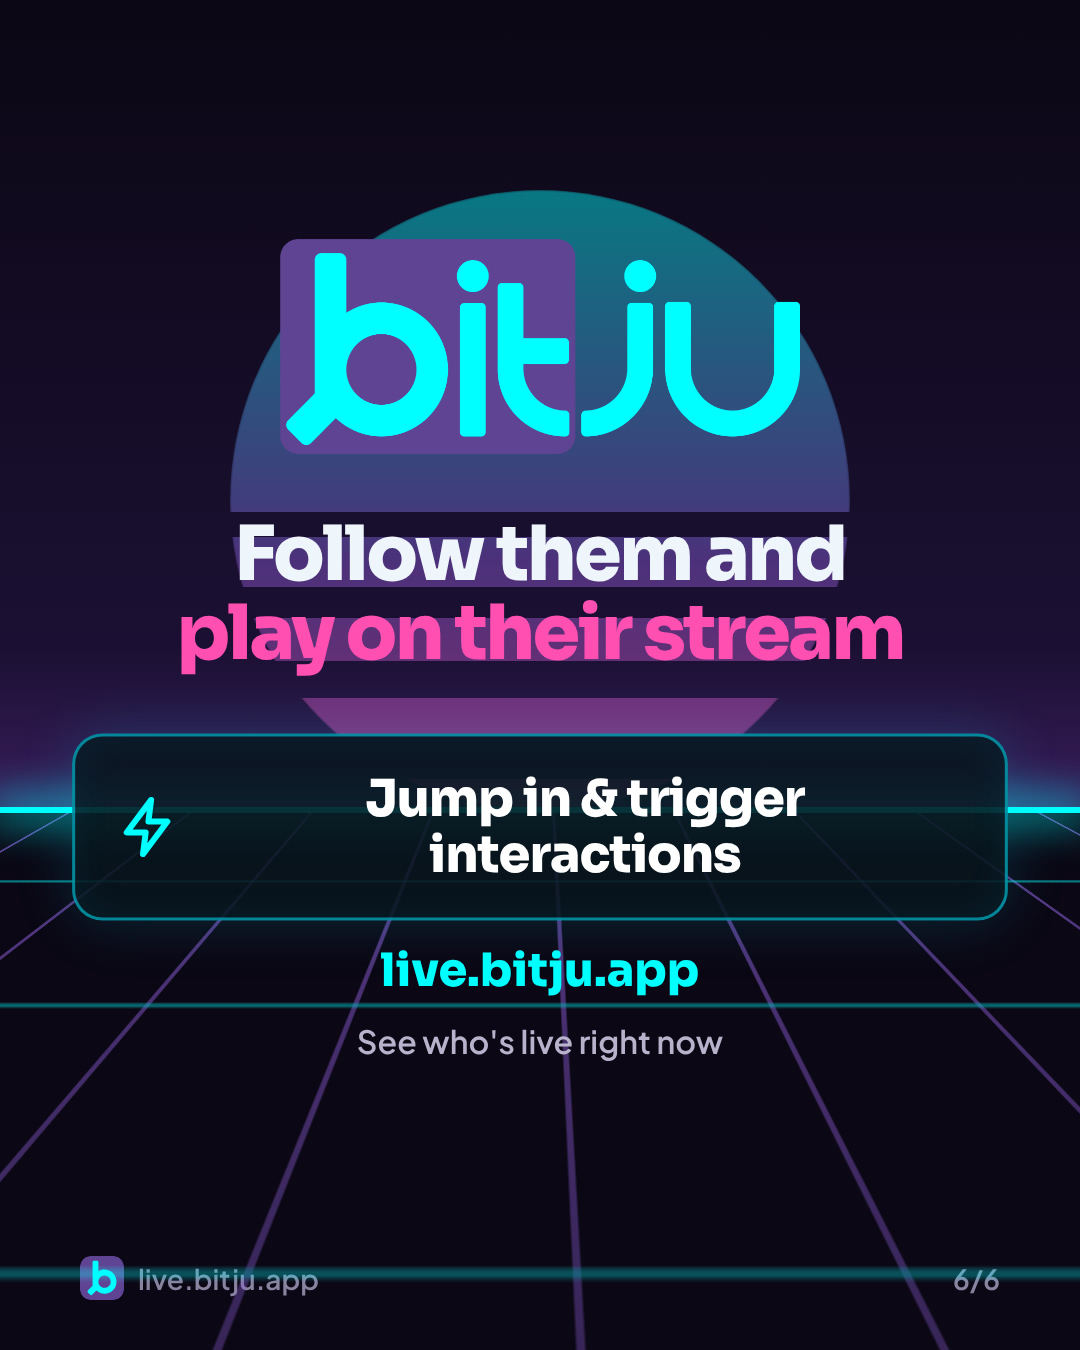 bitju
Follow them and
play on their stream
Jump in & trigger
interactions
live.bitju.app
See who's live right now
b live.bitju.app
6/6